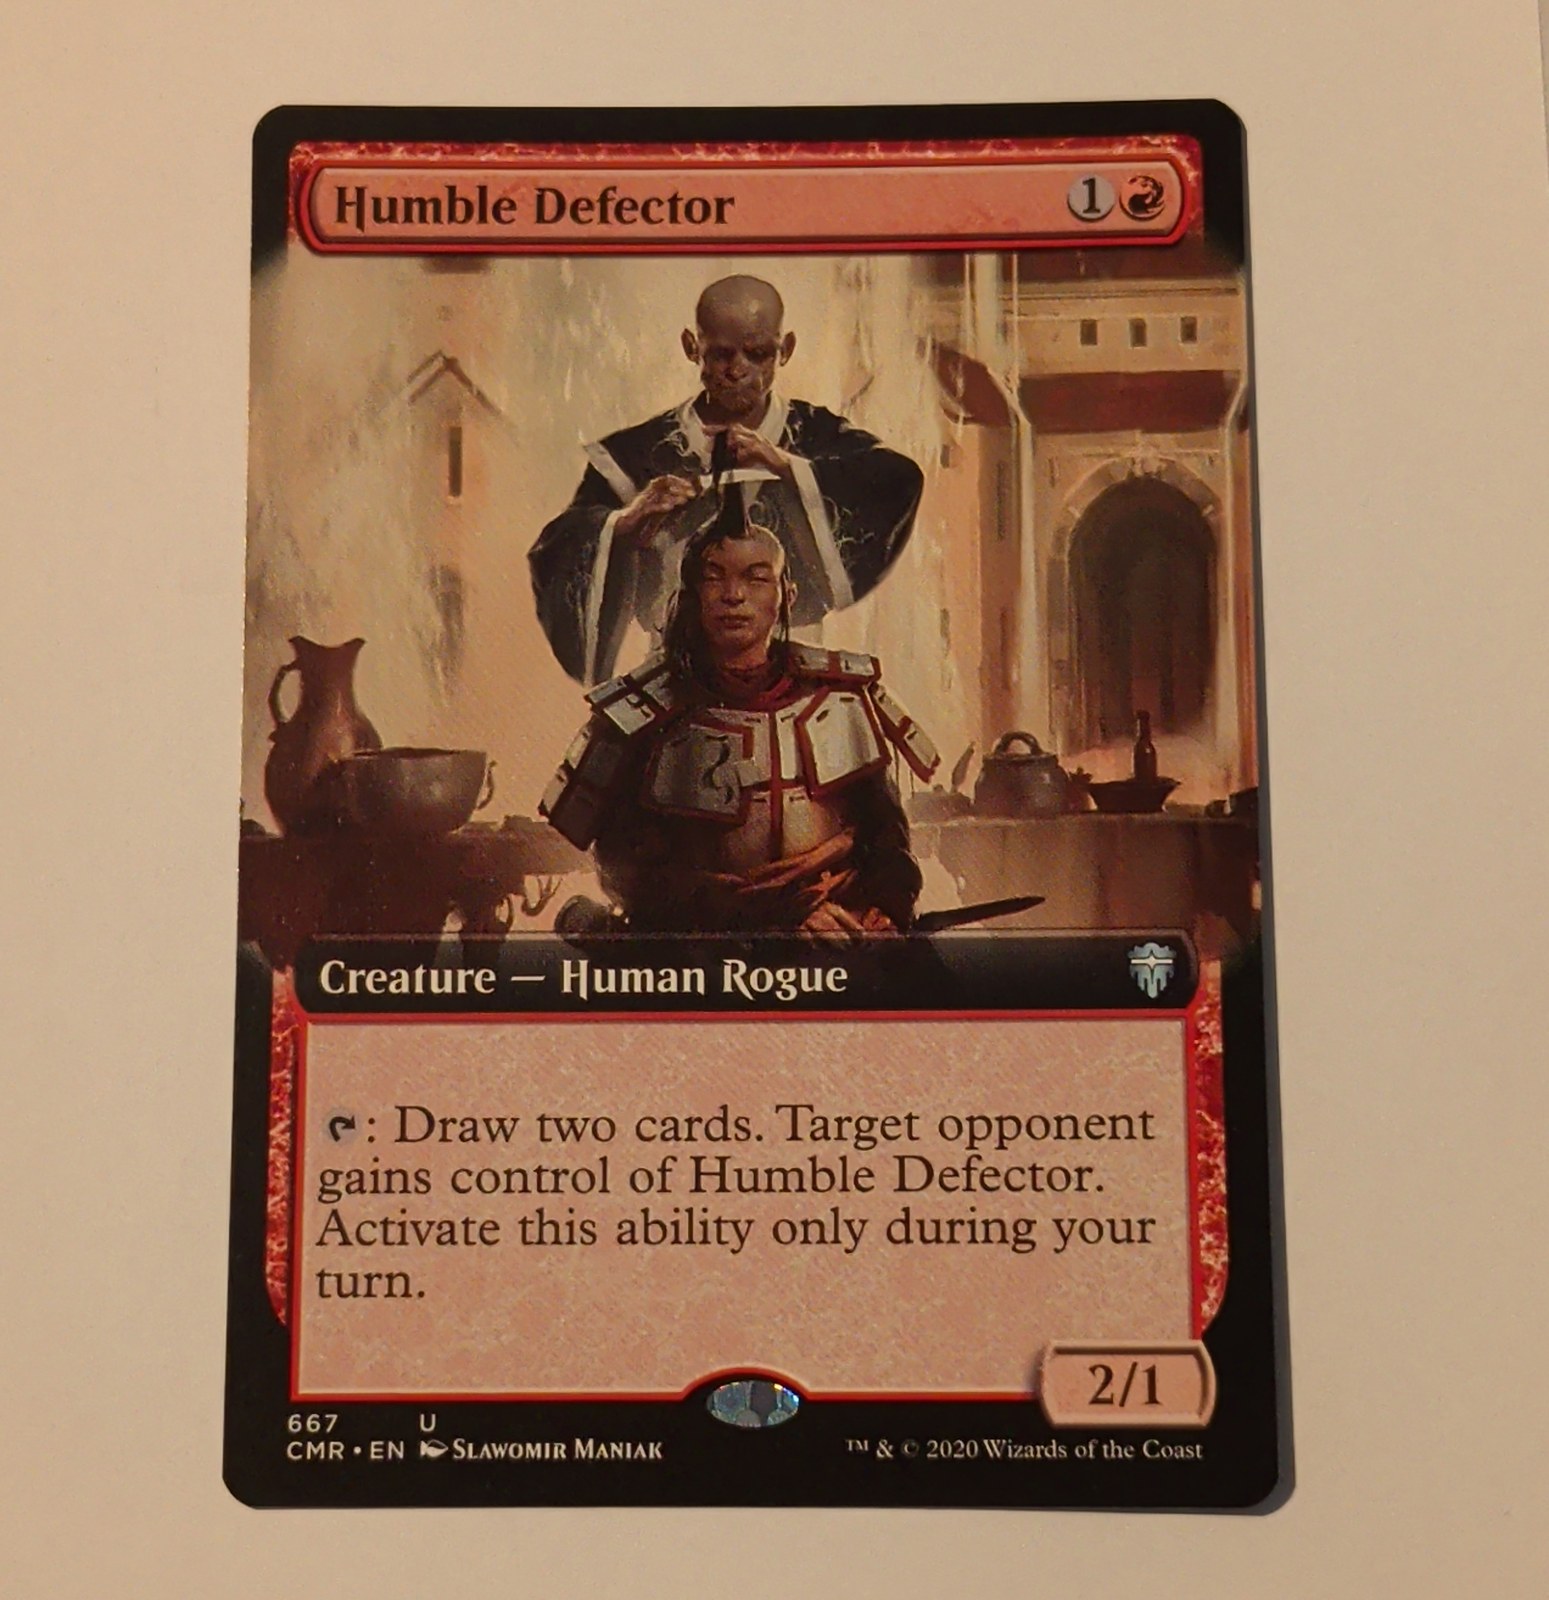 Humble Defector 1
Creature — Human Rogue
: Draw two cards. Target opponent
gains control of Humble Defector.
Activate this ability only during your
turn.
2/1
667 U
CMR • EN SLAWOMIR MANIAK ™ & © 2020 Wizards of the Coast